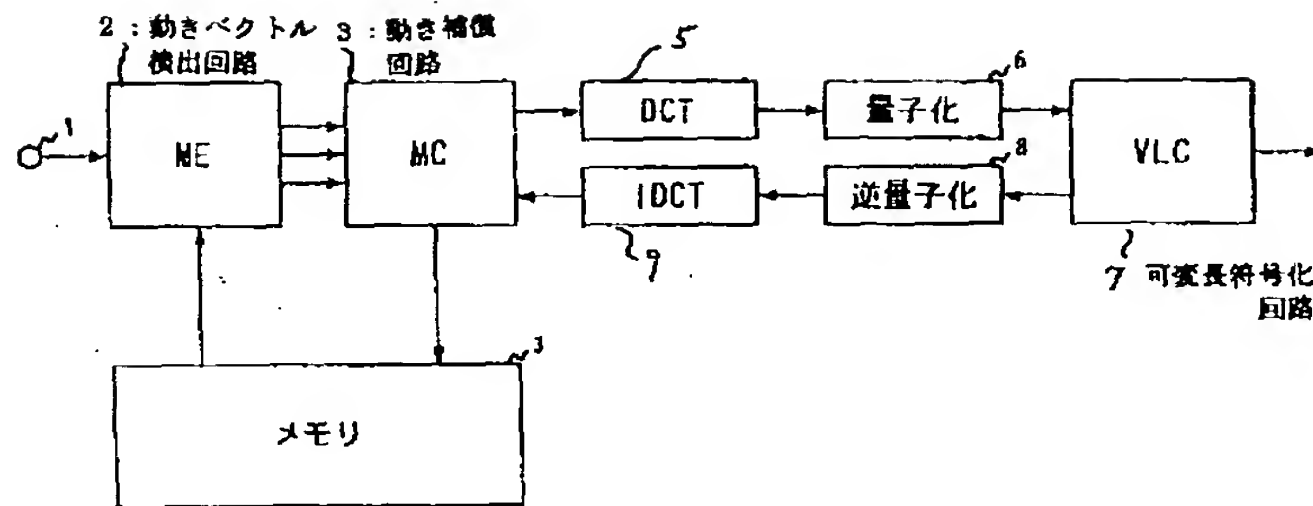 2 : 動きベクトル
検出回路
3 : 動き補償
回路
5
6
1
ME
MC
DCT
量子化
VLC
8
IDCT
逆量子化
9
7 可変長符号化
回路
3
メモリ